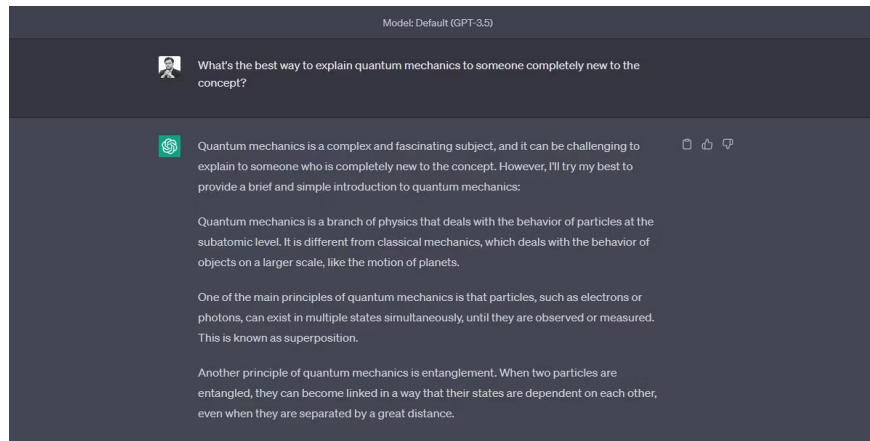 Model: Default (GPT-3.5)
What's the best way to explain quantum mechanics to someone completely new to the
concept?
Quantum mechanics is a complex and fascinating subject, and it can be challenging to
explain to someone who is completely new to the concept. However, I'll try my best to
provide a brief and simple introduction to quantum mechanics:
Quantum mechanics is a branch of physics that deals with the behavior of particles at the
subatomic level. It is different from classical mechanics, which deals with the behavior of
objects on a larger scale, like the motion of planets.
One of the main principles of quantum mechanics is that particles, such as electrons or
photons, can exist in multiple states simultaneously, until they are observed or measured.
This is known as superposition.
Another principle of quantum mechanics is entanglement. When two particles are
entangled, they can become linked in a way that their states are dependent on each other,
even when they are separated by a great distance.